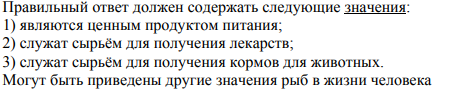 Правильный ответ должен содержать следующие значения:
1) являются ценным продуктом питания;
2) служат сырьём для получения лекарств;
3) служат сырьём для получения кормов для животных.
Могут быть приведены другие значения рыб в жизни человека